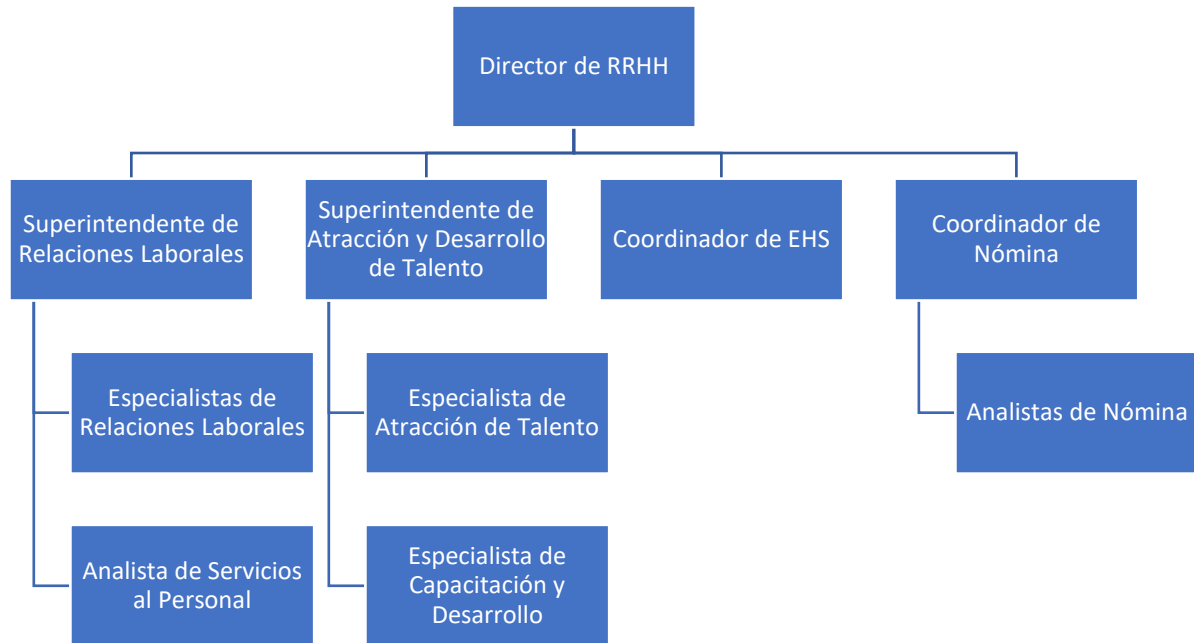 Director de RRHH
Superintendente de
Relaciones Laborales
Superintendente de
Atracción y Desarrollo
de Talento
Coordinador de EHS
Coordinador de
Nómina
Especialistas de
Relaciones Laborales
Especialista de
Atracción de Talento
Analistas de Nómina
Analista de Servicios
al Personal
Especialista de
Capacitación y
Desarrollo